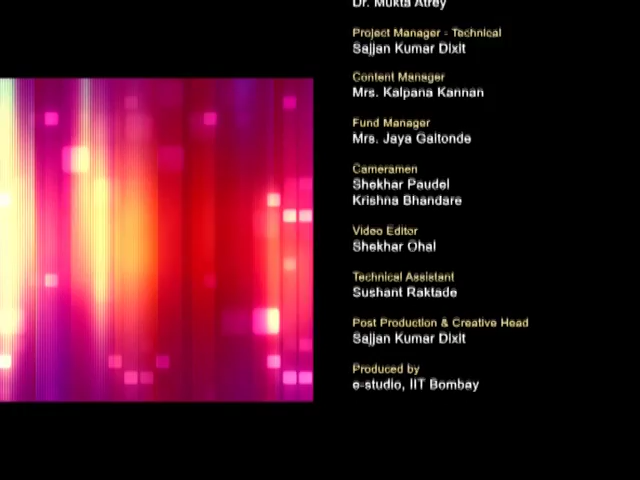 Dr. Mukta Atrey
Project Manager - Technical
Sajjan Kumar Dixit
Content Manager
Mrs. Kalpana Kannan
Fund Manager
Mrs. Jaya Gaitonde
Cameramen
Shekhar Paudel
Krishna Bhandare
Video Editor
Shekhar Ohal
Technical Assistant
Sushant Raktade
Post Production & Creative Head
Sajjan Kumar Dixit
Produced by
e-studio, IIT Bombay